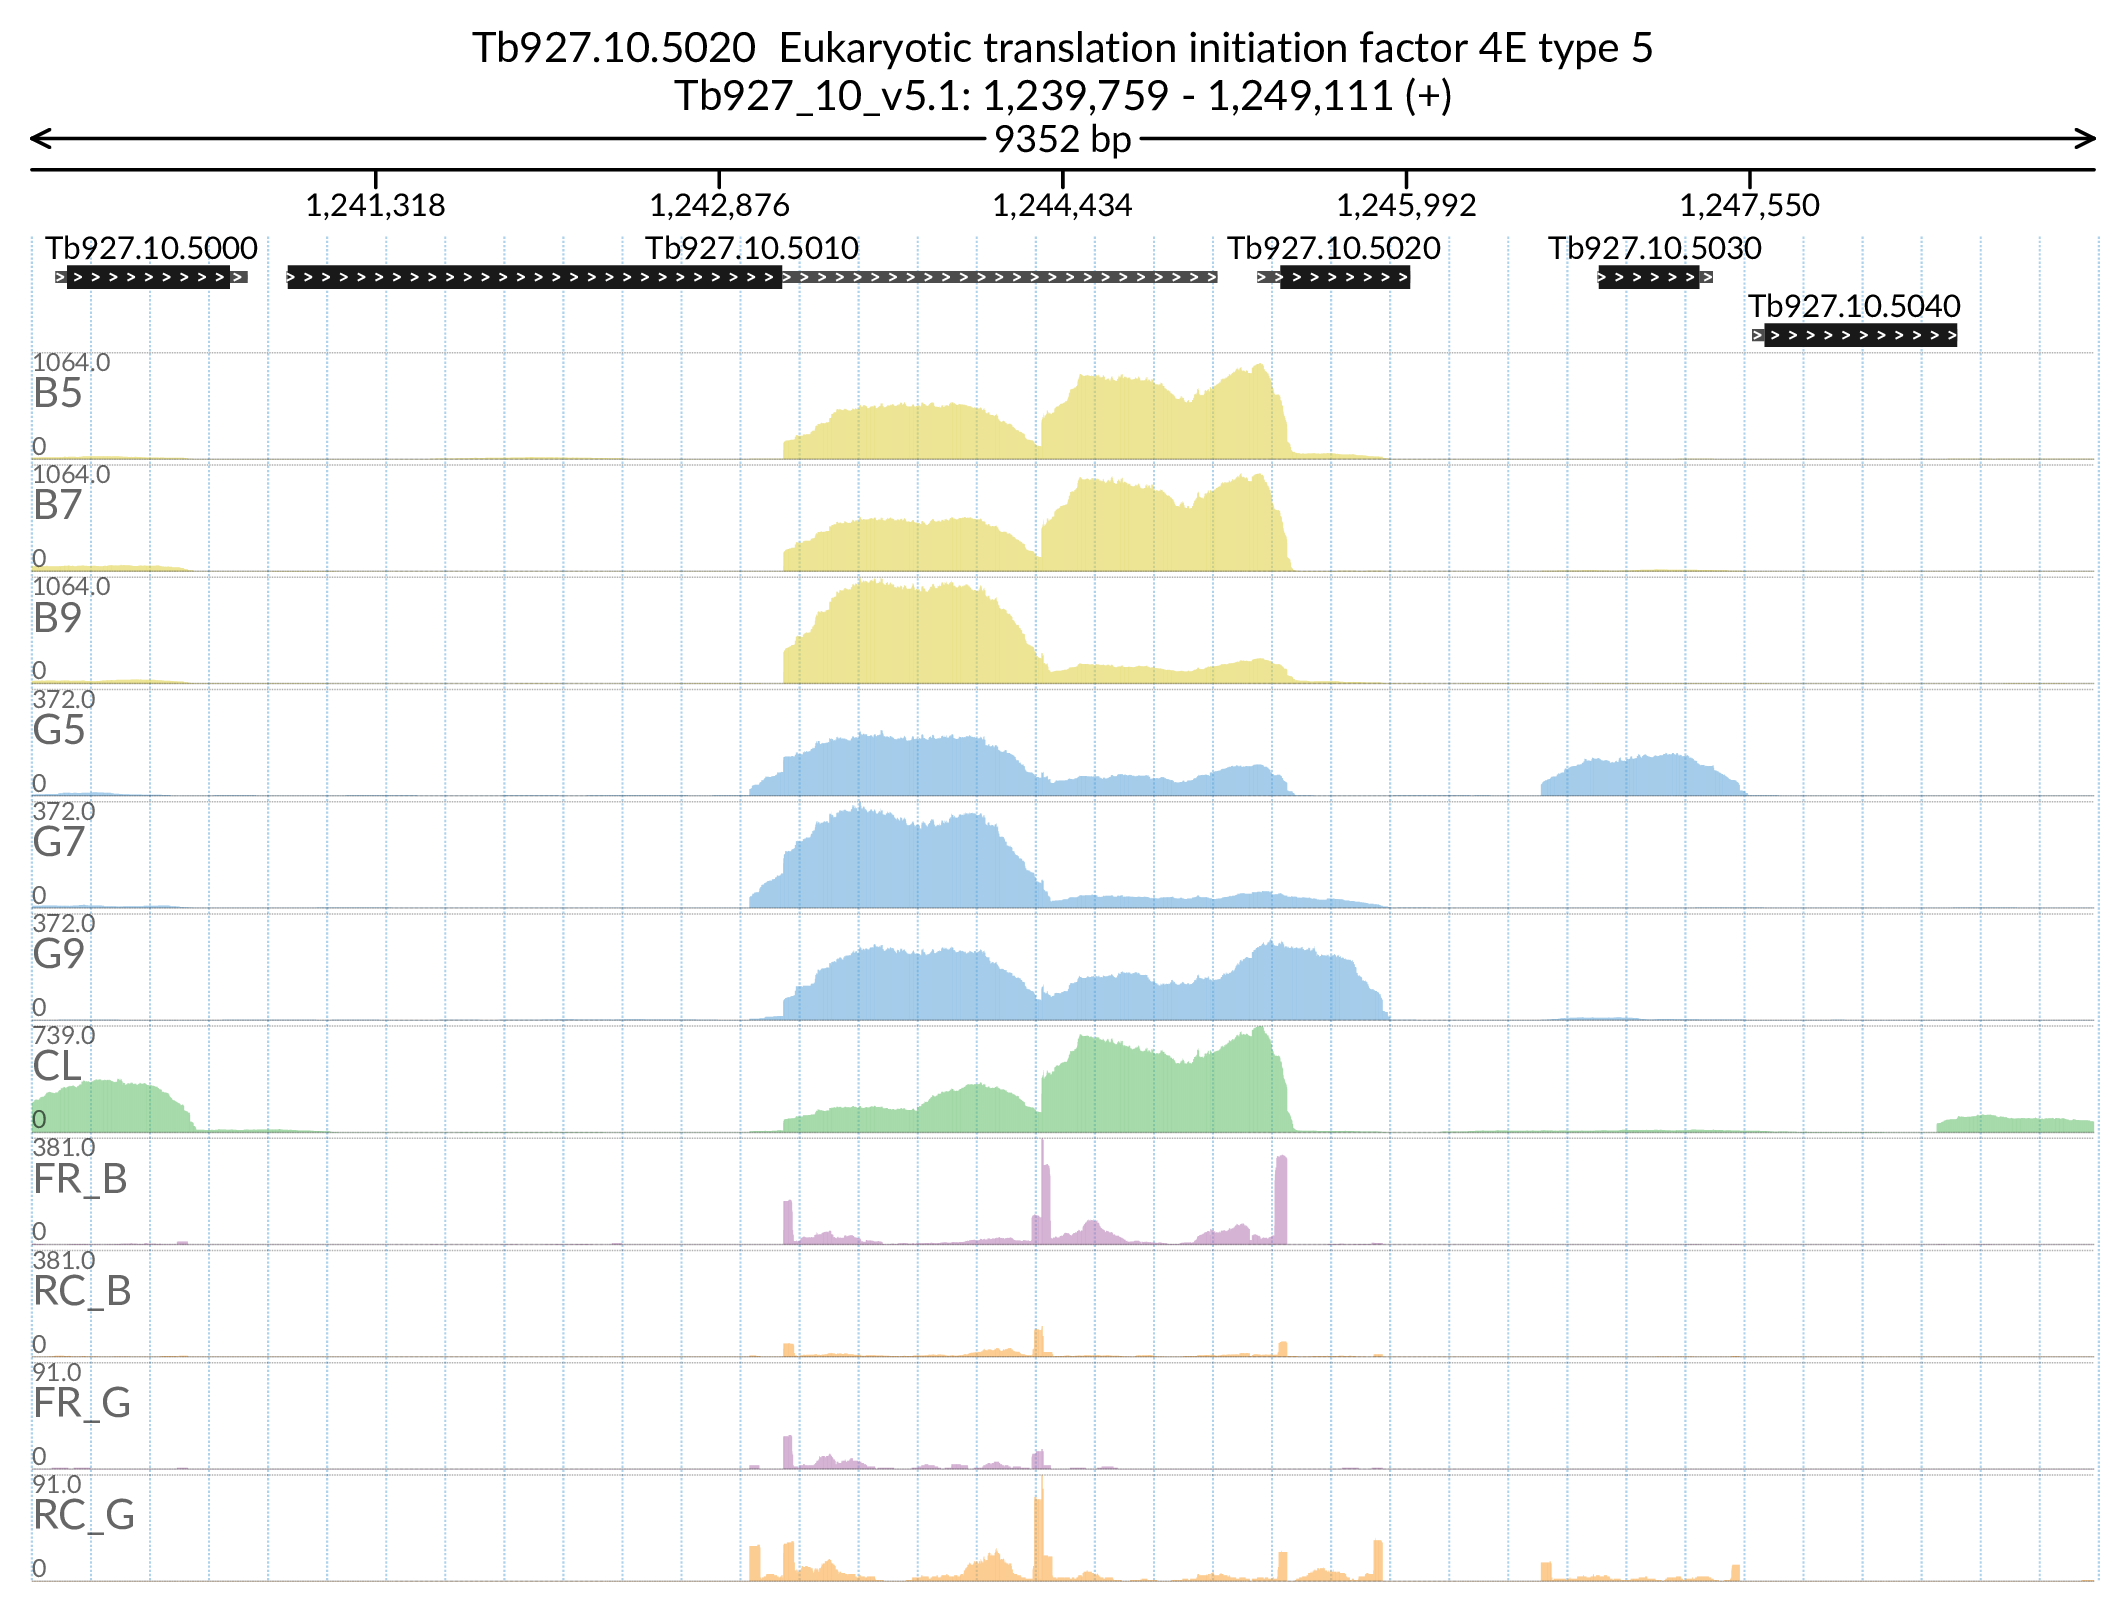 Tb927.10.5020  Eukaryotic translation initiation factor 4E type 5
Tb927_10_v5.1: 1,239,759 - 1,249,111 (+)
9352 bp
1,241,318 1,242,876 1,244,434 1,245,992 1,247,550
Tb927.10.5000 Tb927.10.5010 Tb927.10.5020 Tb927.10.5030
Tb927.10.5040
1064.0
B5
0
1064.0
B7
0
1064.0
B9
0
372.0
G5
0
372.0
G7
0
372.0
G9
0
739.0
CL
0
381.0
FR_B
0
381.0
RC_B
0
91.0
FR_G
0
91.0
RC_G
0